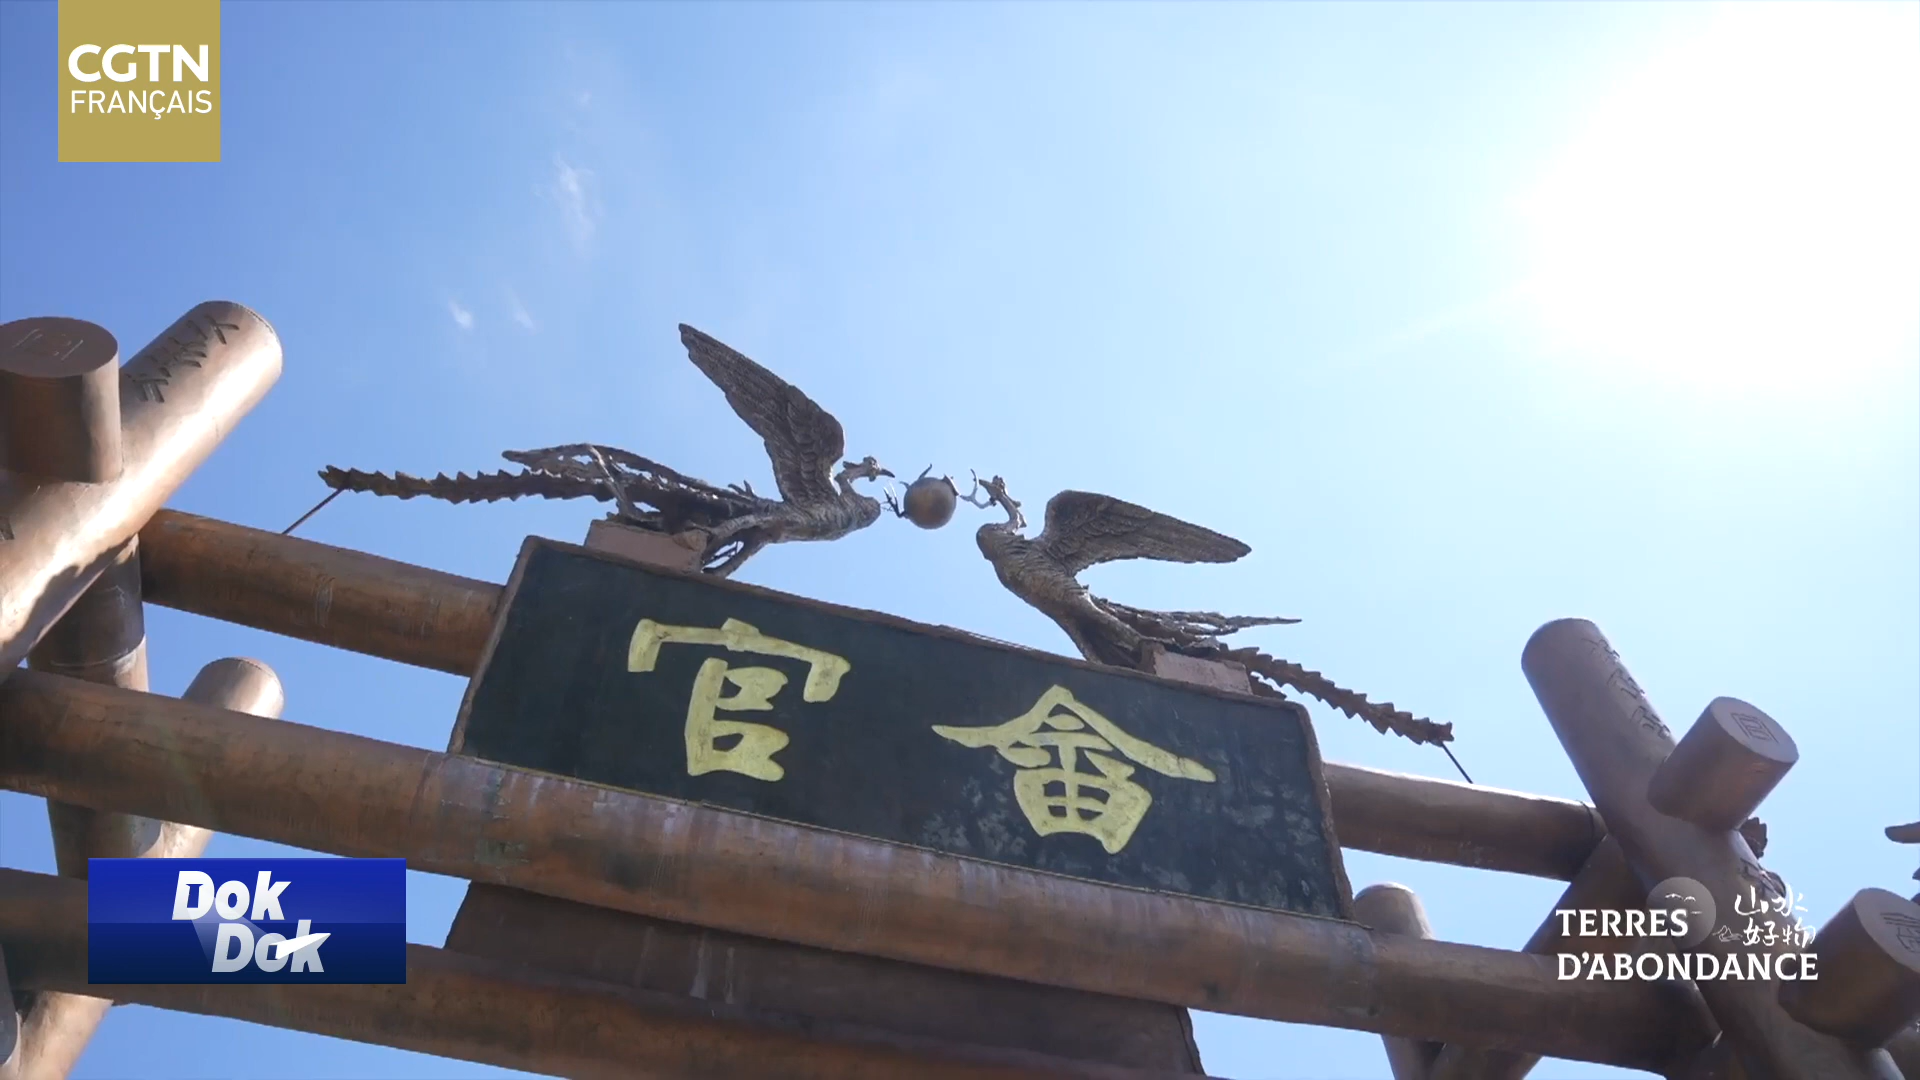 CGTN
FRANÇAIS
官畲
Dok
Dok
山水
好物
TERRES
D'ABONDANCE